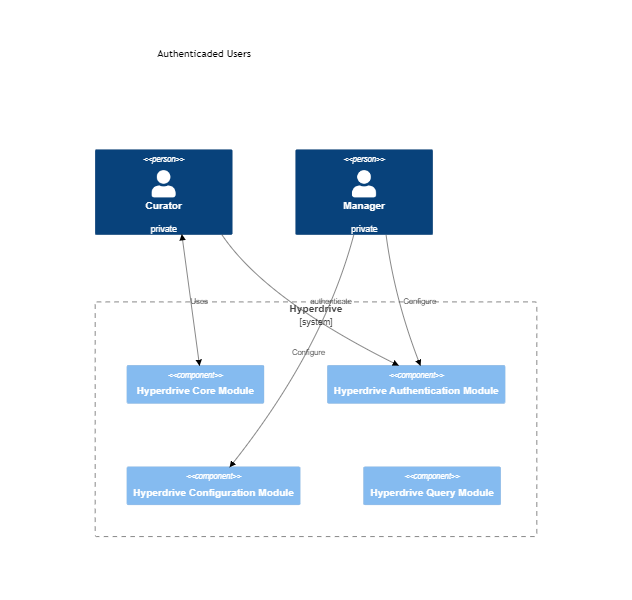 Authenticaded Users
<<person>>
Curator
private
<<person>>
Manager
private
Uses
authenticate
Configure
Hyperdrive
[system]
Configure
<<component>>
Hyperdrive Core Module
<<component>>
Hyperdrive Authentication Module
<<component>>
Hyperdrive Configuration Module
<<component>>
Hyperdrive Query Module